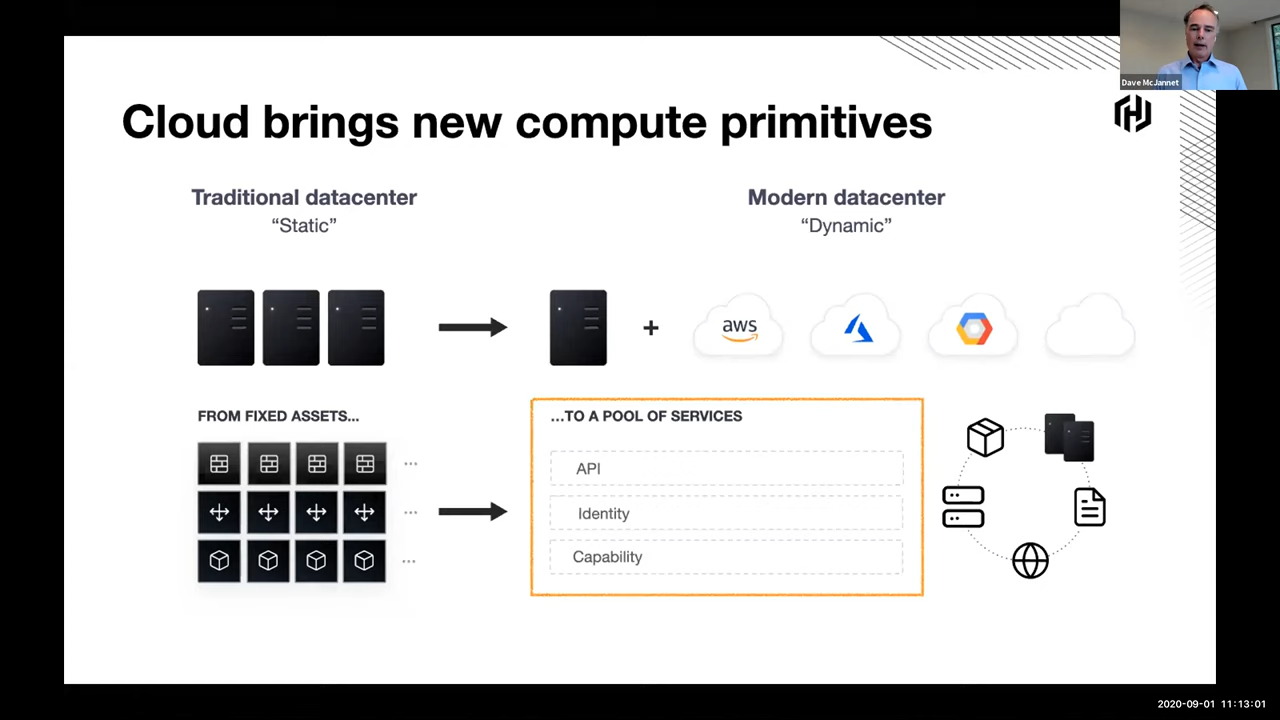 Dave McJannet
Cloud brings new compute primitives
Traditional datacenter
“Static”
Modern datacenter
“Dynamic”
+
aws
FROM FIXED ASSETS...
...
...
...
...TO A POOL OF SERVICES
API
Identity
Capability
2020-09-01 11:13:01